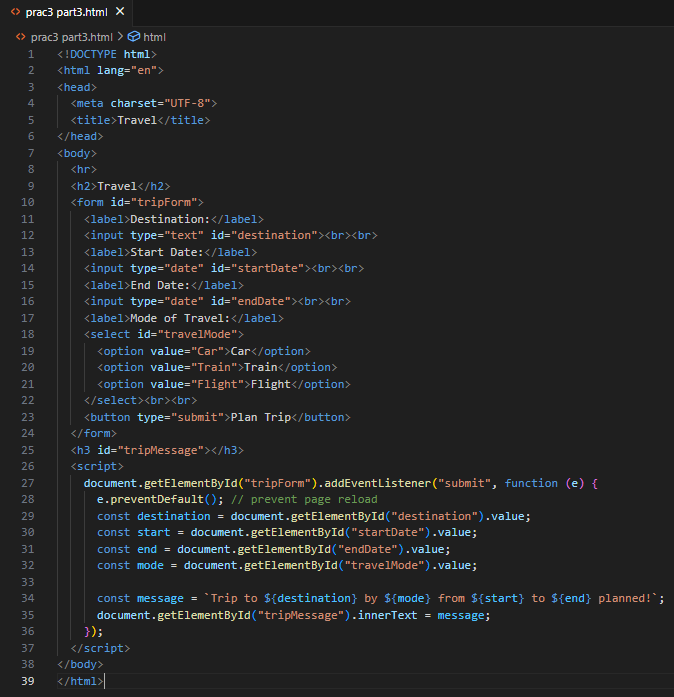 prac3 part3.html
prac3 part3.html > html
1 <!DOCTYPE html>
2 <html lang="en">
3 <head>
4   <meta charset="UTF-8">
5   <title>Travel</title>
6 </head>
7 <body>
8   <hr>
9   <h2>Travel</h2>
10   <form id="tripForm">
11     <label>Destination:</label>
12     <input type="text" id="destination"><br><br>
13     <label>Start Date:</label>
14     <input type="date" id="startDate"><br><br>
15     <label>End Date:</label>
16     <input type="date" id="endDate"><br><br>
17     <label>Mode of Travel:</label>
18     <select id="travelMode">
19       <option value="Car">Car</option>
20       <option value="Train">Train</option>
21       <option value="Flight">Flight</option>
22     </select><br><br>
23     <button type="submit">Plan Trip</button>
24   </form>
25   <h3 id="tripMessage"></h3>
26   <script>
27     document.getElementById("tripForm").addEventListener("submit", function (e) {
28       e.preventDefault(); // prevent page reload
29       const destination = document.getElementById("destination").value;
30       const start = document.getElementById("startDate").value;
31       const end = document.getElementById("endDate").value;
32       const mode = document.getElementById("travelMode").value;
33
34       const message = `Trip to ${destination} by ${mode} from ${start} to ${end} planned!`;
35       document.getElementById("tripMessage").innerText = message;
36     });
37   </script>
38 </body>
39 </html>